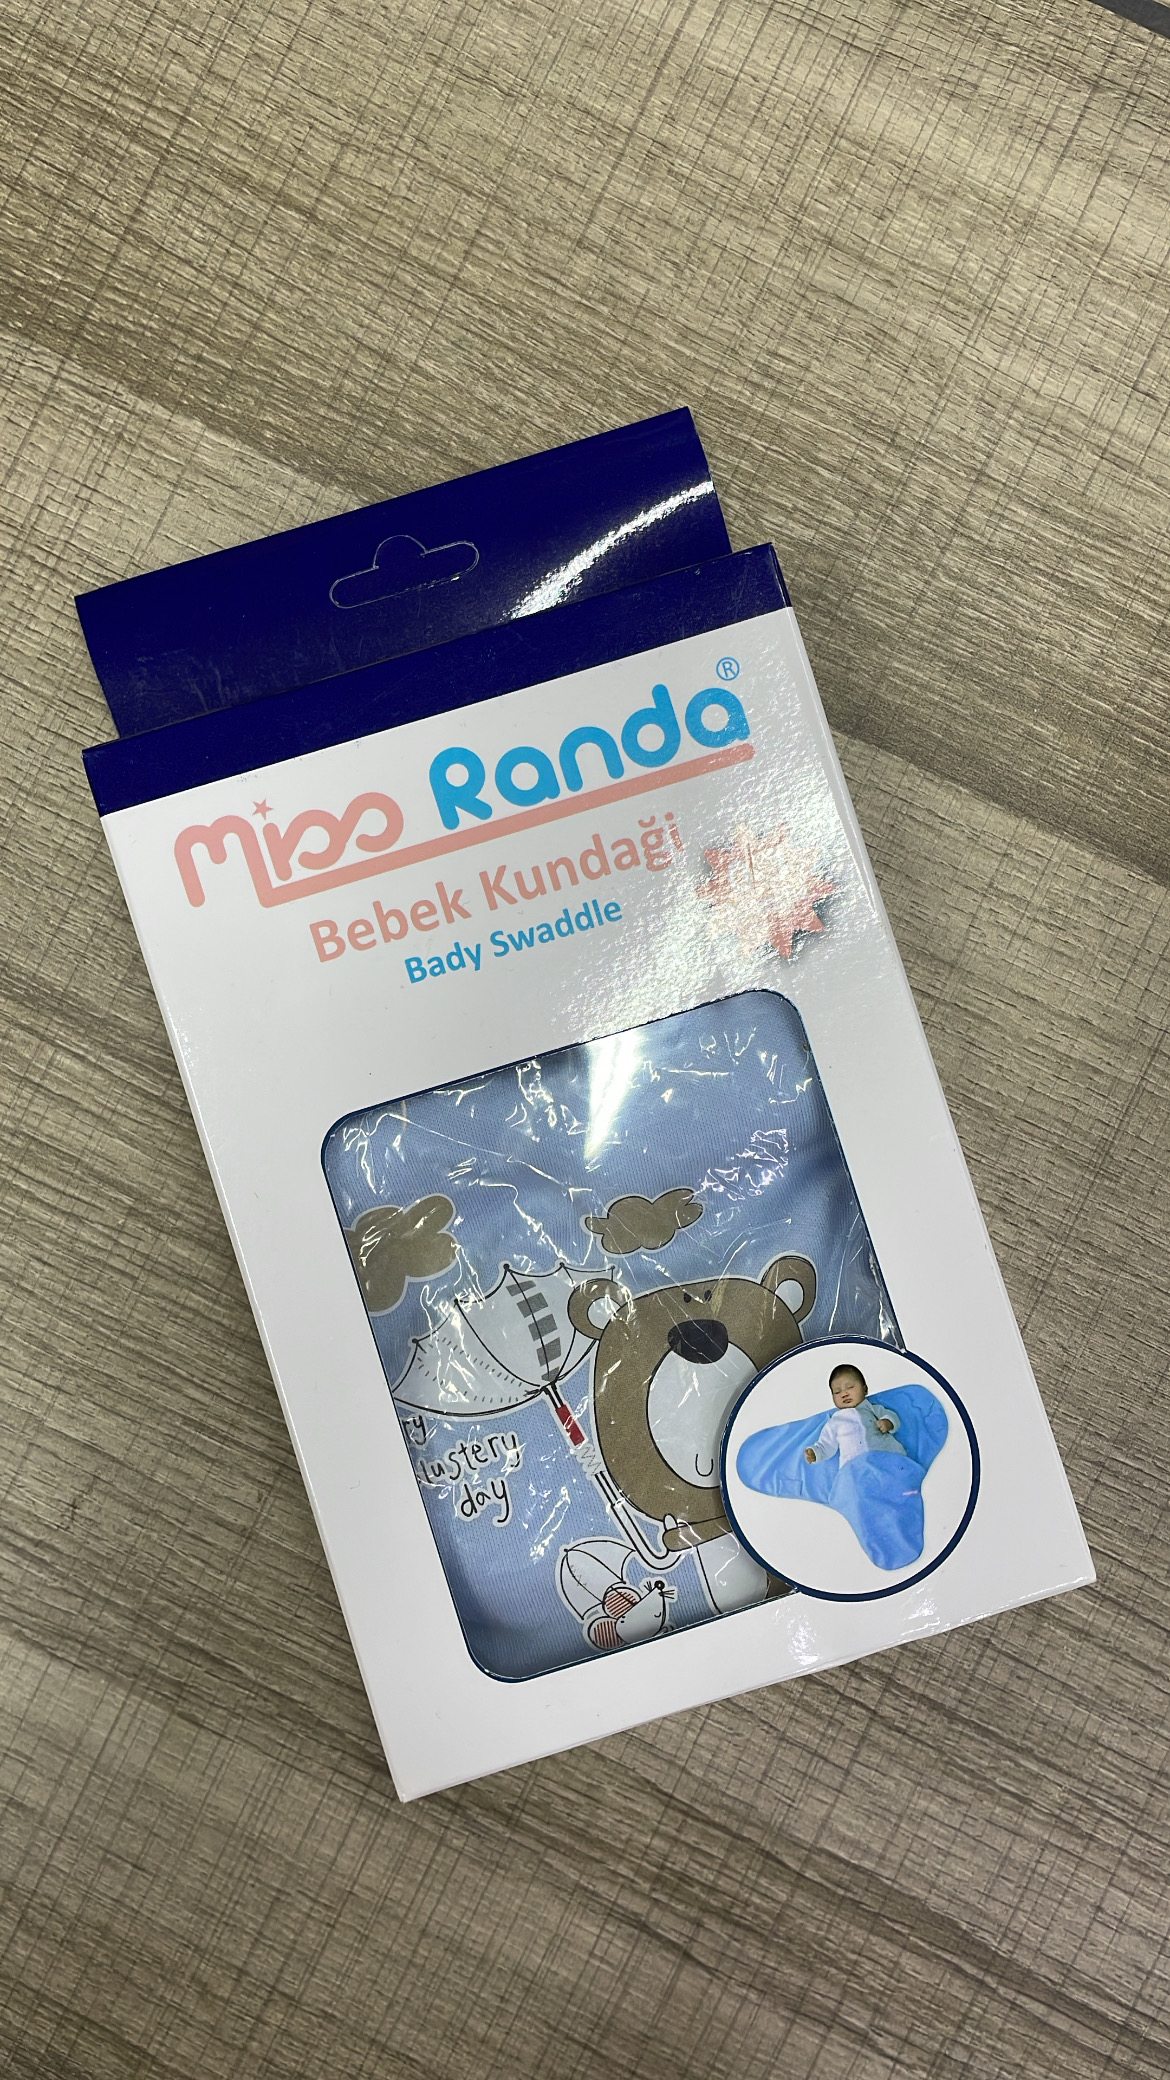 Miss Randa®
Bebek Kundaği
Bady Swaddle
lustery
day